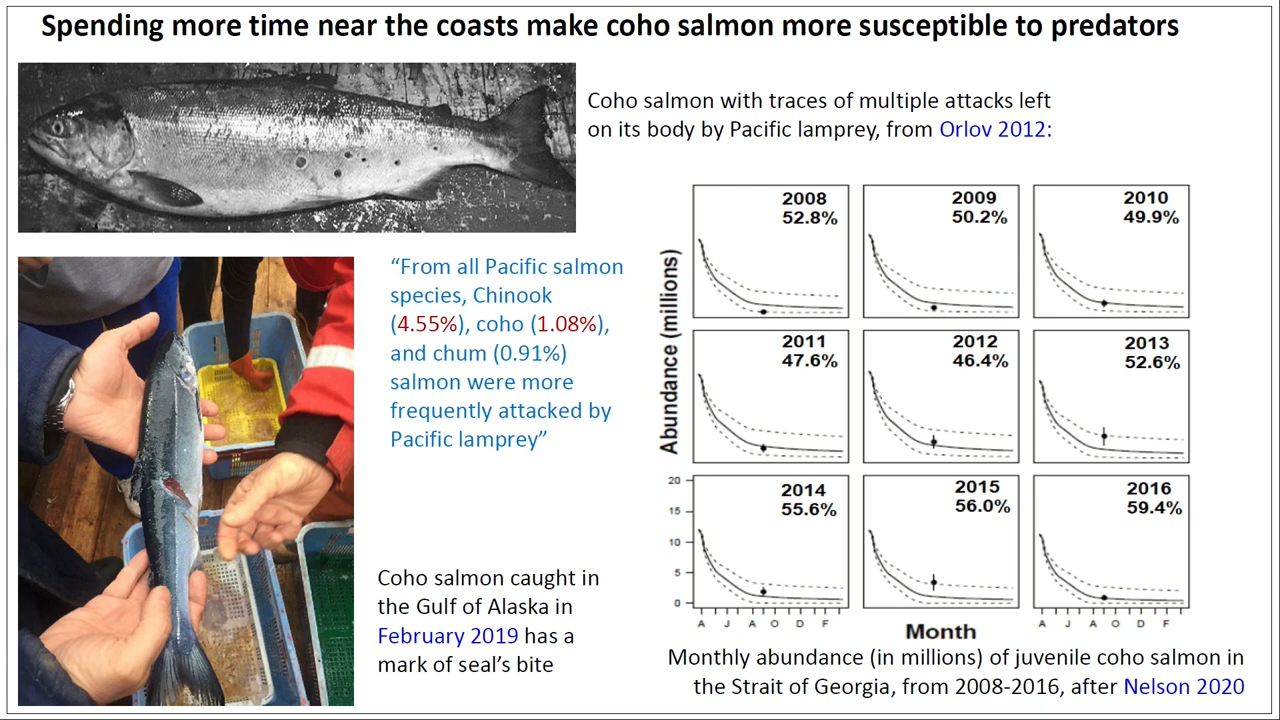 Spending more time near the coasts make coho salmon more susceptible to predators
Coho salmon with traces of multiple attacks left
on its body by Pacific lamprey, from Orlov 2012:
“From all Pacific salmon
species, Chinook
(4.55%), coho (1.08%),
and chum (0.91%)
salmon were more
frequently attacked by
Pacific lamprey”
Coho salmon caught in
the Gulf of Alaska in
February 2019 has a
mark of seal’s bite
Abundance (millions)
2008
52.8%
2009
50.2%
2010
49.9%
2011
47.6%
2012
46.4%
2013
52.6%
2014
55.6%
2015
56.0%
2016
59.4%
20
15
10
5
0
A J A O D F
A J A O D F
A J A O D F
Month
Monthly abundance (in millions) of juvenile coho salmon in
the Strait of Georgia, from 2008-2016, after Nelson 2020